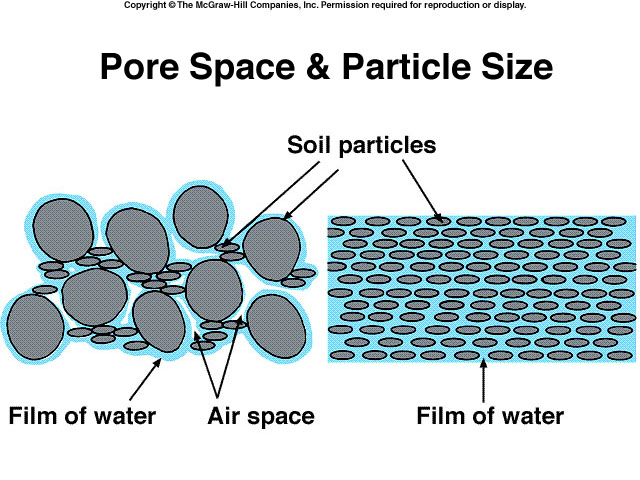 Copyright © The McGraw-Hill Companies, Inc. Permission required for reproduction or display.
Pore Space & Particle Size
Soil particles
Film of water
Air space
Film of water